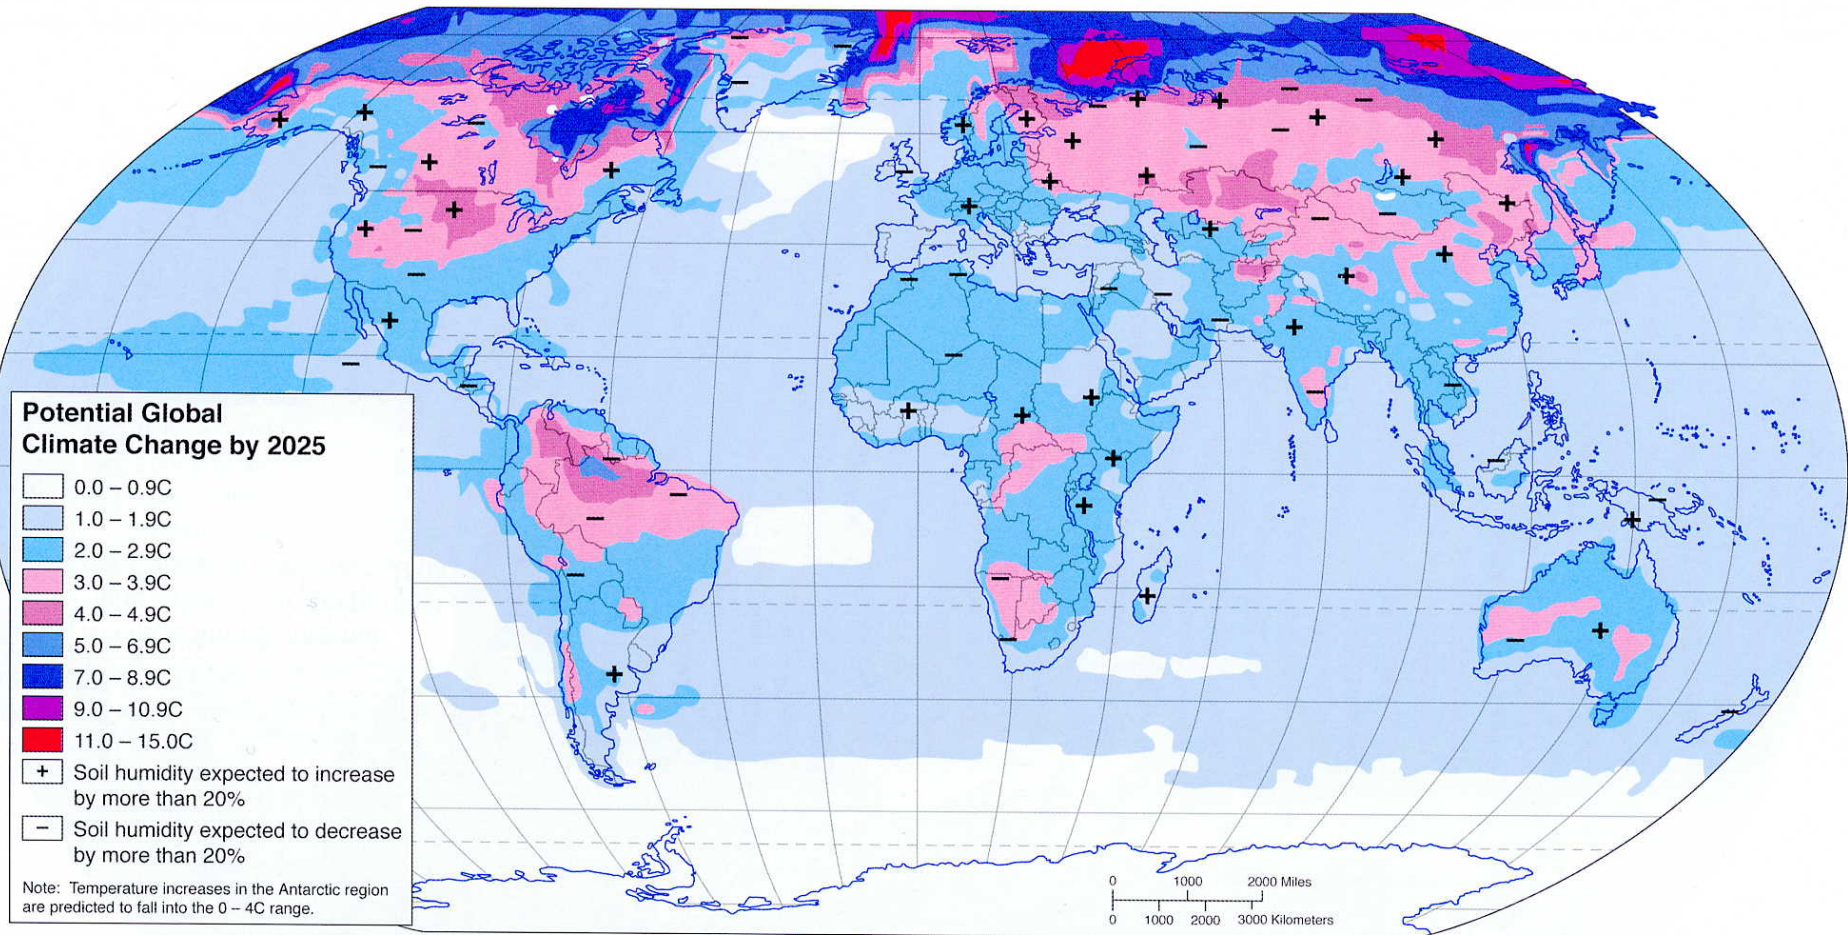 Potential Global
Climate Change by 2025
0.0 – 0.9C
1.0 – 1.9C
2.0 – 2.9C
3.0 – 3.9C
4.0 – 4.9C
5.0 – 6.9C
7.0 – 8.9C
9.0 – 10.9C
11.0 – 15.0C
+ Soil humidity expected to increase
by more than 20%
– Soil humidity expected to decrease
by more than 20%
Note: Temperature increases in the Antarctic region
are predicted to fall into the 0 – 4C range.
0 1000 2000 Miles
0 1000 2000 3000 Kilometers